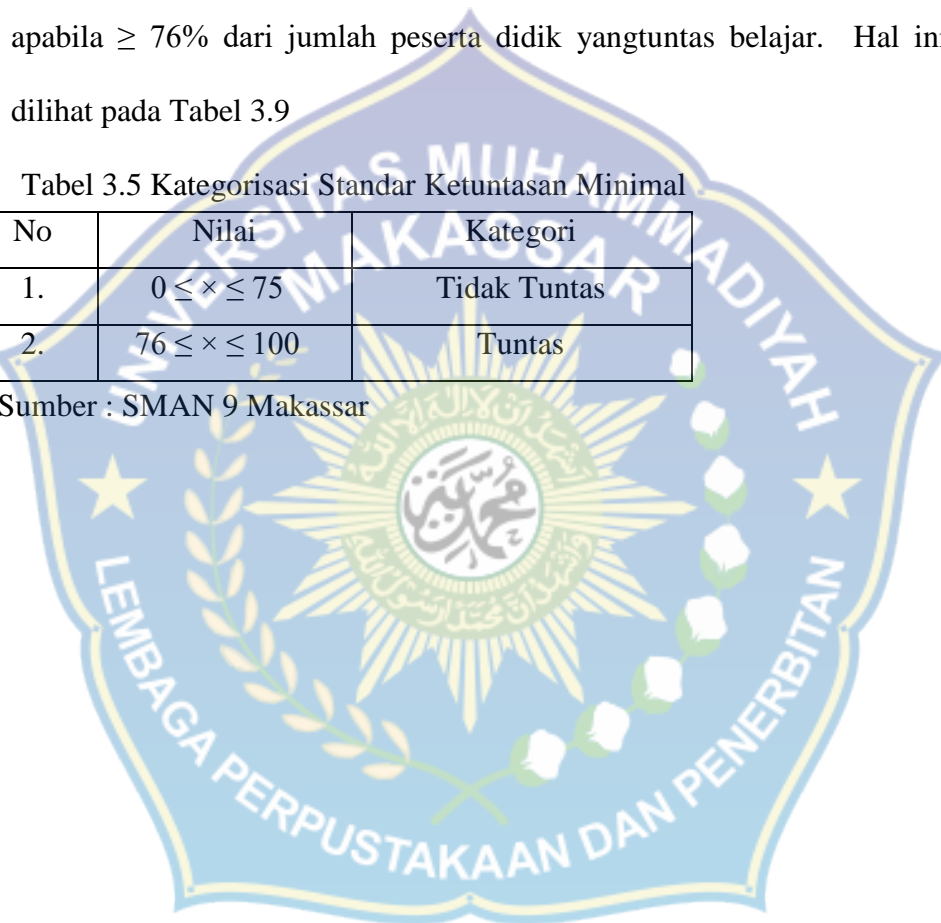 apabila ≥ 76% dari jumlah peserta didik yangtuntas belajar. Hal in
dilihat pada Tabel 3.9
Tabel 3.5 Kategorisasi Standar Ketuntasan Minimal
No Nilai Kategori
1. 0 ≤ × ≤ 75 Tidak Tuntas
2. 76 ≤ × ≤ 100 Tuntas
Sumber : SMAN 9 Makassar
UNIVERSITAS MUHAMMADIYAH
MAKASSAR
LEMBAGA PERPUSTAKAAN DAN PENERBITAN